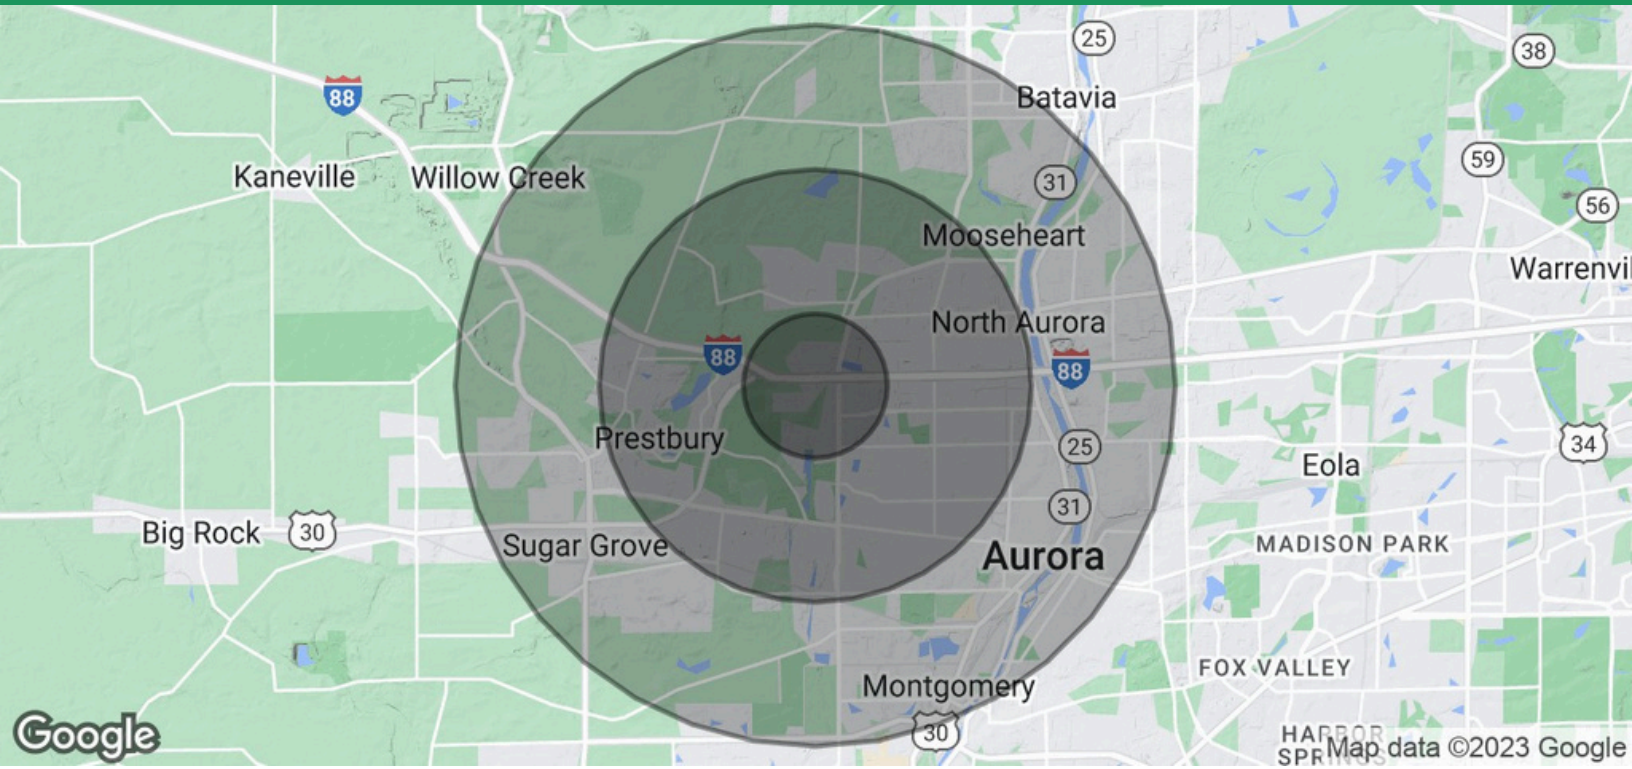 25
38
88
Batavia
59
Kaneville
Willow Creek
31
56
Mooseheart
Warrenvil
North Aurora
88
88
Prestbury
25
34
Eola
31
Big Rock
30
Sugar Grove
MADISON PARK
Aurora
FOX VALLEY
Montgomery
30
HARBOR
SPRINGS
Google
Map data ©2023 Google